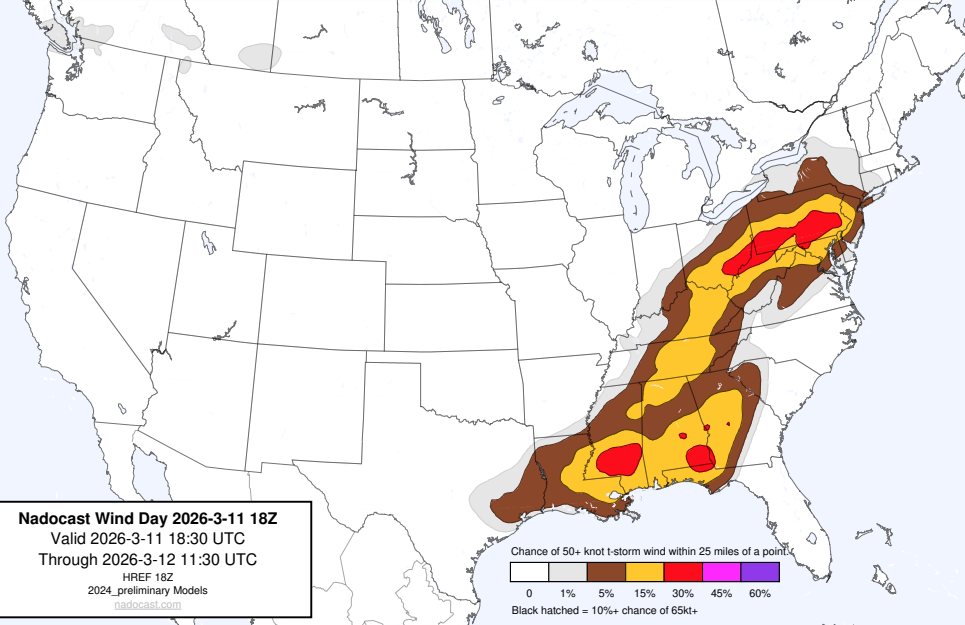 Nadocast Wind Day 2026-3-11 18Z
Valid 2026-3-11 18:30 UTC
Through 2026-3-12 11:30 UTC
HREF 18Z
2024_preliminary Models
nadocast.com
Chance of 50+ knot t-storm wind within 25 miles of a point.
0 1% 5% 15% 30% 45% 60%
Black hatched = 10%+ chance of 65kt+